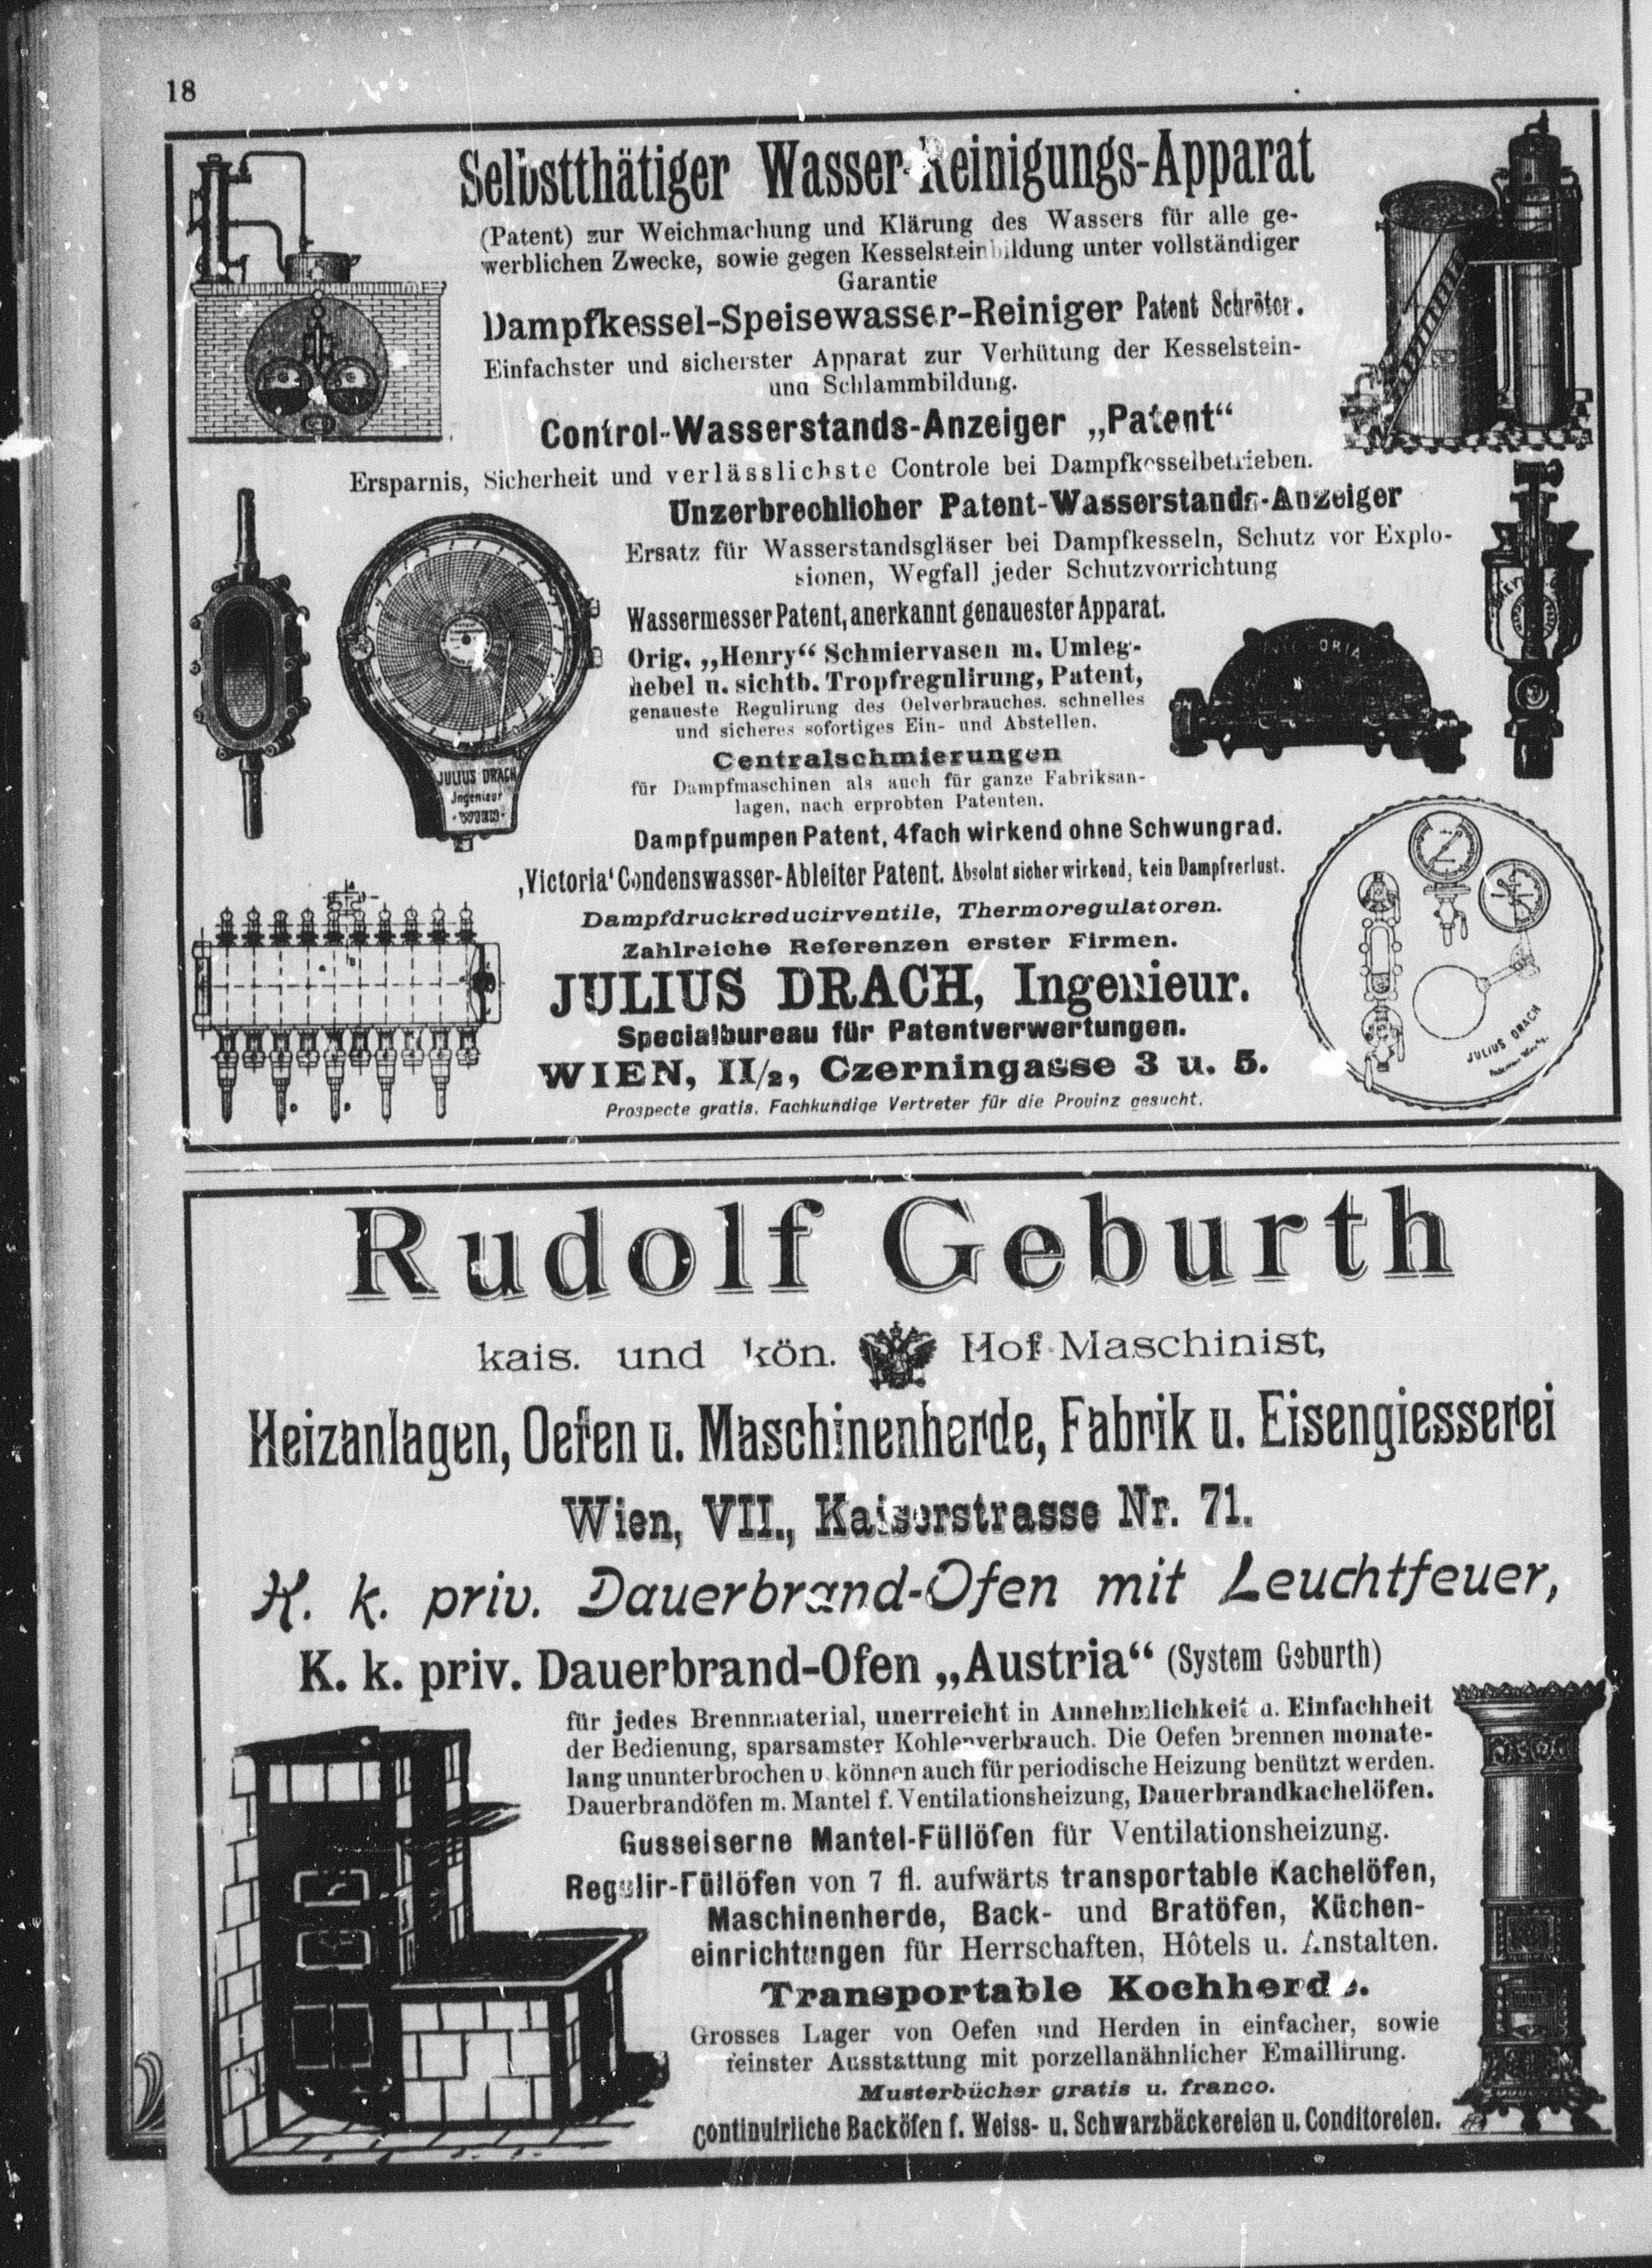 18
Selbstthätiger Wasser-Reinigungs-Apparat
(Patent) zur Weichmachung und Klärung des Wassers für alle ge-
werblichen Zwecke, sowie gegen Kesselsteinbildung unter vollständiger
Garantie
Dampfkessel-Speisewasser-Reiniger Patent Schröter.
Einfachster und sicherster Apparat zur Verhütung der Kesselstein-
und Schlammbildung.
Control-Wasserstands-Anzeiger „Patent“
Ersparnis, Sicherheit und verlässlichste Controle bei Dampfkesselbetrieben.
Unzerbrechlicher Patent-Wasserstands-Anzeiger
Ersatz für Wasserstandsgläser bei Dampfkesseln, Schutz vor Explo-
sionen, Wegfall jeder Schutzvorrichtung
Wassermesser Patent, anerkannt genauester Apparat.
Orig. „Henry“ Schmiervasen m. Umleg-
hebel u. sichtb. Tropfregulirung, Patent,
genaueste Regulirung des Oelverbrauches, schnelles
und sicheres sofortiges Ein- und Abstellen.
VICTORIA
Centralschmierungen
für Dampfmaschinen als auch für ganze Fabriksan-
lagen, nach erprobten Patenten.
JULIUS DRACH
Ingenieur
WIEN
Dampfpumpen Patent, 4fach wirkend ohne Schwungrad.
‚Victoria‘ Condenswasser-Ableiter Patent. Absolut sicher wirkend, kein Dampfverlust.
Dampfdruckreducirventile, Thermoregulatoren.
Zahlreiche Referenzen erster Firmen.
JULIUS DRACH, Ingenieur.
Specialbureau für Patentverwertungen.
WIEN, II/2, Czerningasse 3 u. 5.
Prospecte gratis. Fachkundige Vertreter für die Provinz gesucht.
JULIUS DRACH
Rudolf Geburth
kais. und kön. Hof-Maschinist,
Heizanlagen, Oefen u. Maschinenherde, Fabrik u. Eisengiesserei
Wien, VII., Kaiserstrasse Nr. 71.
K. k. priv. Dauerbrand-Ofen mit Leuchtfeuer,
K. k. priv. Dauerbrand-Ofen „Austria“ (System Geburth)
für jedes Brennmaterial, unerreicht in Annehmlichkeit u. Einfachheit
der Bedienung, sparsamster Kohlenverbrauch. Die Oefen brennen monate-
lang ununterbrochen u. können auch für periodische Heizung benützt werden.
Dauerbrandöfen m. Mantel f. Ventilationsheizung, Dauerbrandkachelöfen.
Gusseiserne Mantel-Füllöfen für Ventilationsheizung.
Regulir-Füllöfen von 7 fl. aufwärts transportable Kachelöfen,
Maschinenherde, Back- und Bratöfen, Küchen-
einrichtungen für Herrschaften, Hôtels u. Anstalten.
Transportable Kochherde.
Grosses Lager von Oefen und Herden in einfacher, sowie
feinster Ausstattung mit porzellanähnlicher Emaillirung.
Musterbücher gratis u. franco.
Continuirliche Backöfen f. Weiss- u. Schwarzbäckereien u. Conditoreien.